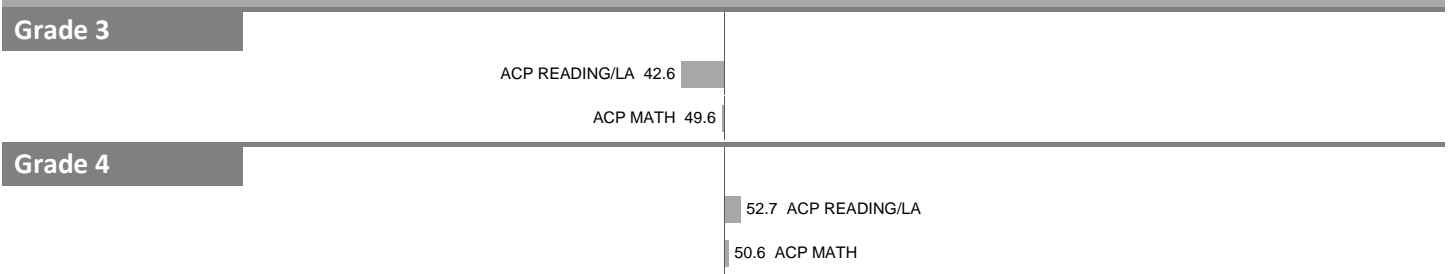 Grade 3
ACP READING/LA 42.6
ACP MATH 49.6
Grade 4
52.7 ACP READING/LA
50.6 ACP MATH